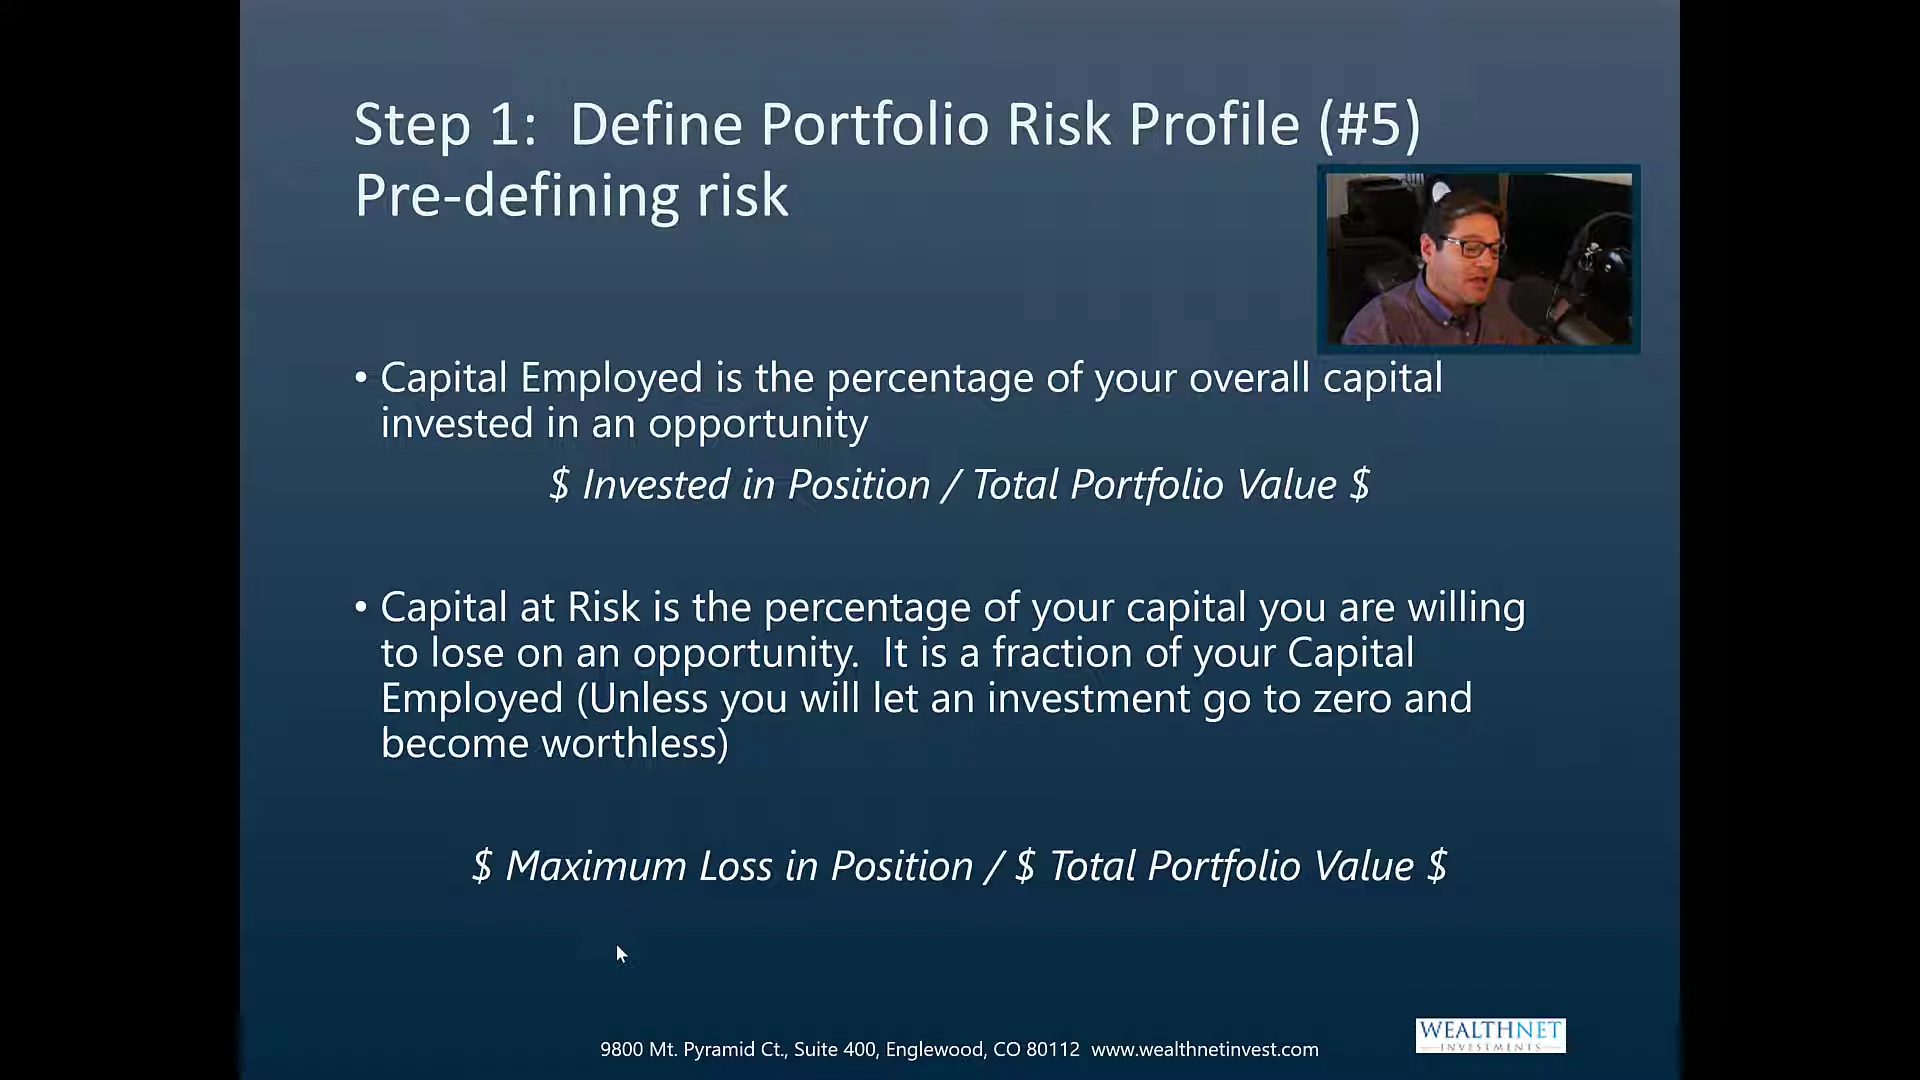 Step 1:  Define Portfolio Risk Profile (#5)
Pre-defining risk
• Capital Employed is the percentage of your overall capital
invested in an opportunity
$ Invested in Position / Total Portfolio Value $
• Capital at Risk is the percentage of your capital you are willing
to lose on an opportunity.  It is a fraction of your Capital
Employed (Unless you will let an investment go to zero and
become worthless)
$ Maximum Loss in Position / $ Total Portfolio Value $
9800 Mt. Pyramid Ct., Suite 400, Englewood, CO 80112  www.wealthnetinvest.com
WEALTHNET
INVESTMENTS